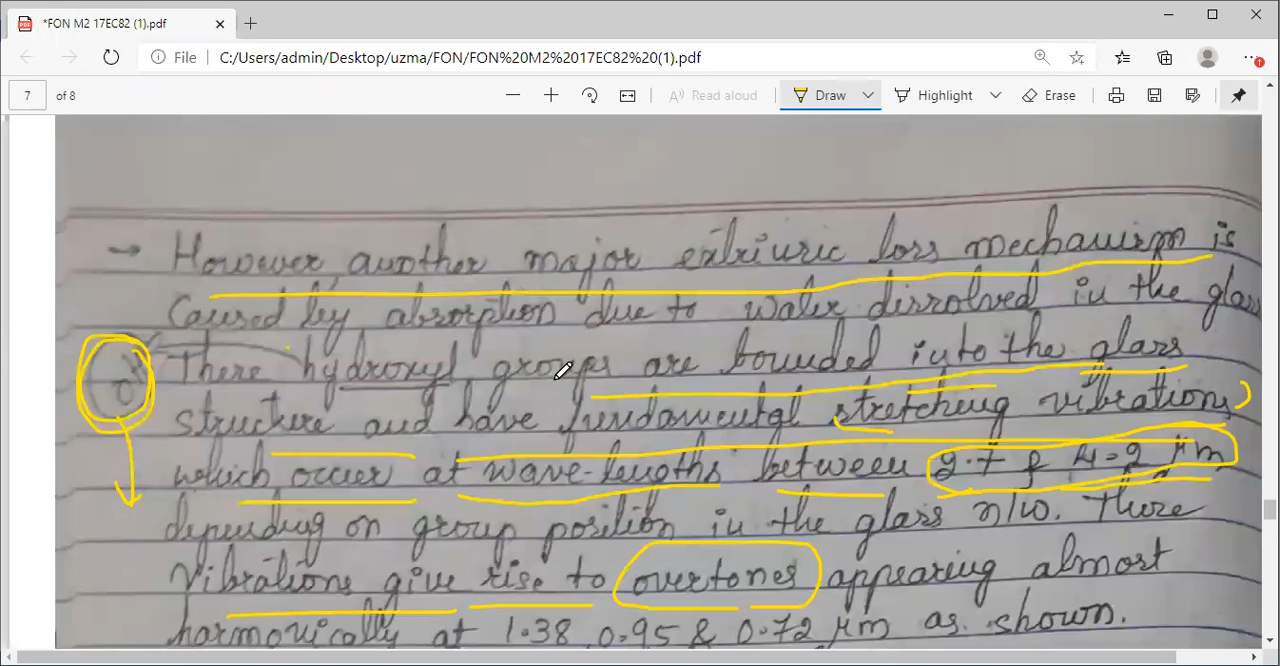 *FON M2 17EC82 (1).pdf
File C:/Users/admin/Desktop/uzma/FON/FON%20M2%2017EC82%20(1).pdf
7 of 8 Read aloud Draw Highlight Erase
→ However, another major extrinsic loss mechanism is
caused by absorption due to water dissolved in the glass
These hydroxyl groups are bounded into the glass
structure and have fundamental stretching vibrations
which occur at wave-lengths between 2.7 & 4.2 μm
depending on group position in the glass n/w. These
vibrations give rise to overtones appearing almost
harmonically at 1.38, 0.95 & 0.72 μm as shown.